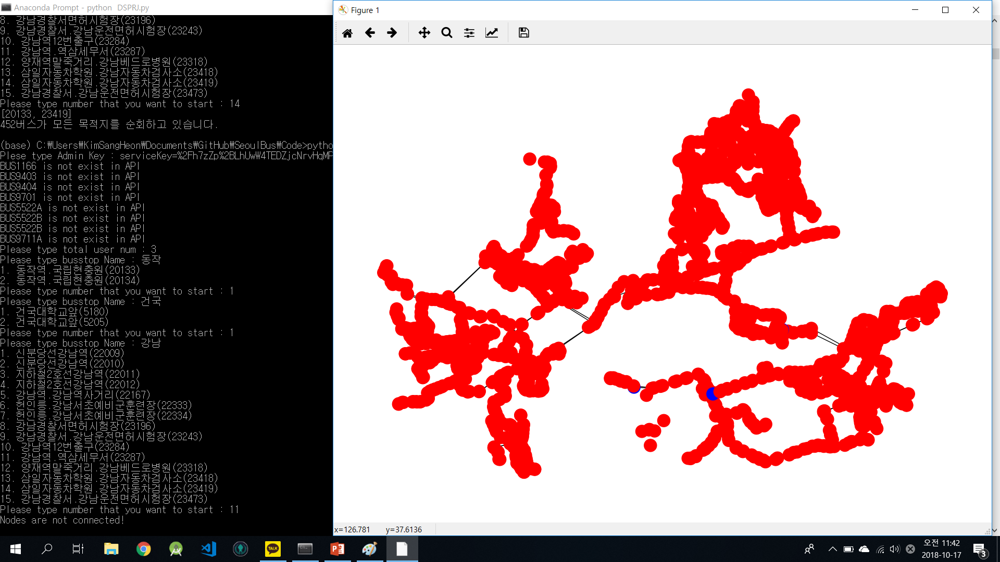 Anaconda Prompt - python  DSPRJ.py
8. 강남경찰서면허시험장(23196)
9. 강남경찰서.강남운전면허시험장(23243)
10. 강남역12번출구(23284)
11. 강남역.역삼세무서(23287)
12. 양재역말죽거리.강남베드로병원(23318)
13. 삼일자동차학원.강남자동차검사소(23418)
14. 삼일자동차학원.강남자동차검사소(23419)
15. 강남경찰서.강남운전면허시험장(23473)
Please type number that you want to start : 14
[20133, 23419]
452버스가 모든 목적지를 순회하고 있습니다.
(base) C:\Users\KimSangHeon\Documents\GitHub\SeoulBus\Code>pytho
Plese type Admin Key : serviceKey=%2Fh7zZp%2BLhUwW4TEDZjcNrvHqMP
BUS1166 is not exist in API
BUS9403 is not exist in API
BUS9404 is not exist in API
BUS9701 is not exist in API
BUS5522A is not exist in API
BUS5522B is not exist in API
BUS5522B is not exist in API
BUS9711A is not exist in API
Please type total user num : 3
Please type busstop Name : 동작
1. 동작역.국립현충원(20133)
2. 동작역.국립현충원(20134)
Please type number that you want to start : 1
Please type busstop Name : 건국
1. 건국대학교앞(5180)
2. 건국대학교앞(5205)
Please type number that you want to start : 1
Please type busstop Name : 강남
1. 신분당선강남역(22009)
2. 신분당선강남역(22010)
3. 지하철2호선강남역(22011)
4. 지하철2호선강남역(22012)
5. 강남역.강남역사거리(22167)
6. 헌인릉.강남서초예비군훈련장(22333)
7. 헌인릉.강남서초예비군훈련장(22334)
8. 강남경찰서면허시험장(23196)
9. 강남경찰서.강남운전면허시험장(23243)
10. 강남역12번출구(23284)
11. 강남역.역삼세무서(23287)
12. 양재역말죽거리.강남베드로병원(23318)
13. 삼일자동차학원.강남자동차검사소(23418)
14. 삼일자동차학원.강남자동차검사소(23419)
15. 강남경찰서.강남운전면허시험장(23473)
Please type number that you want to start : 11
Nodes are not connected!
Figure 1
x=126.781 y=37.6136
TALK
오전 11:42
2018-10-17
3